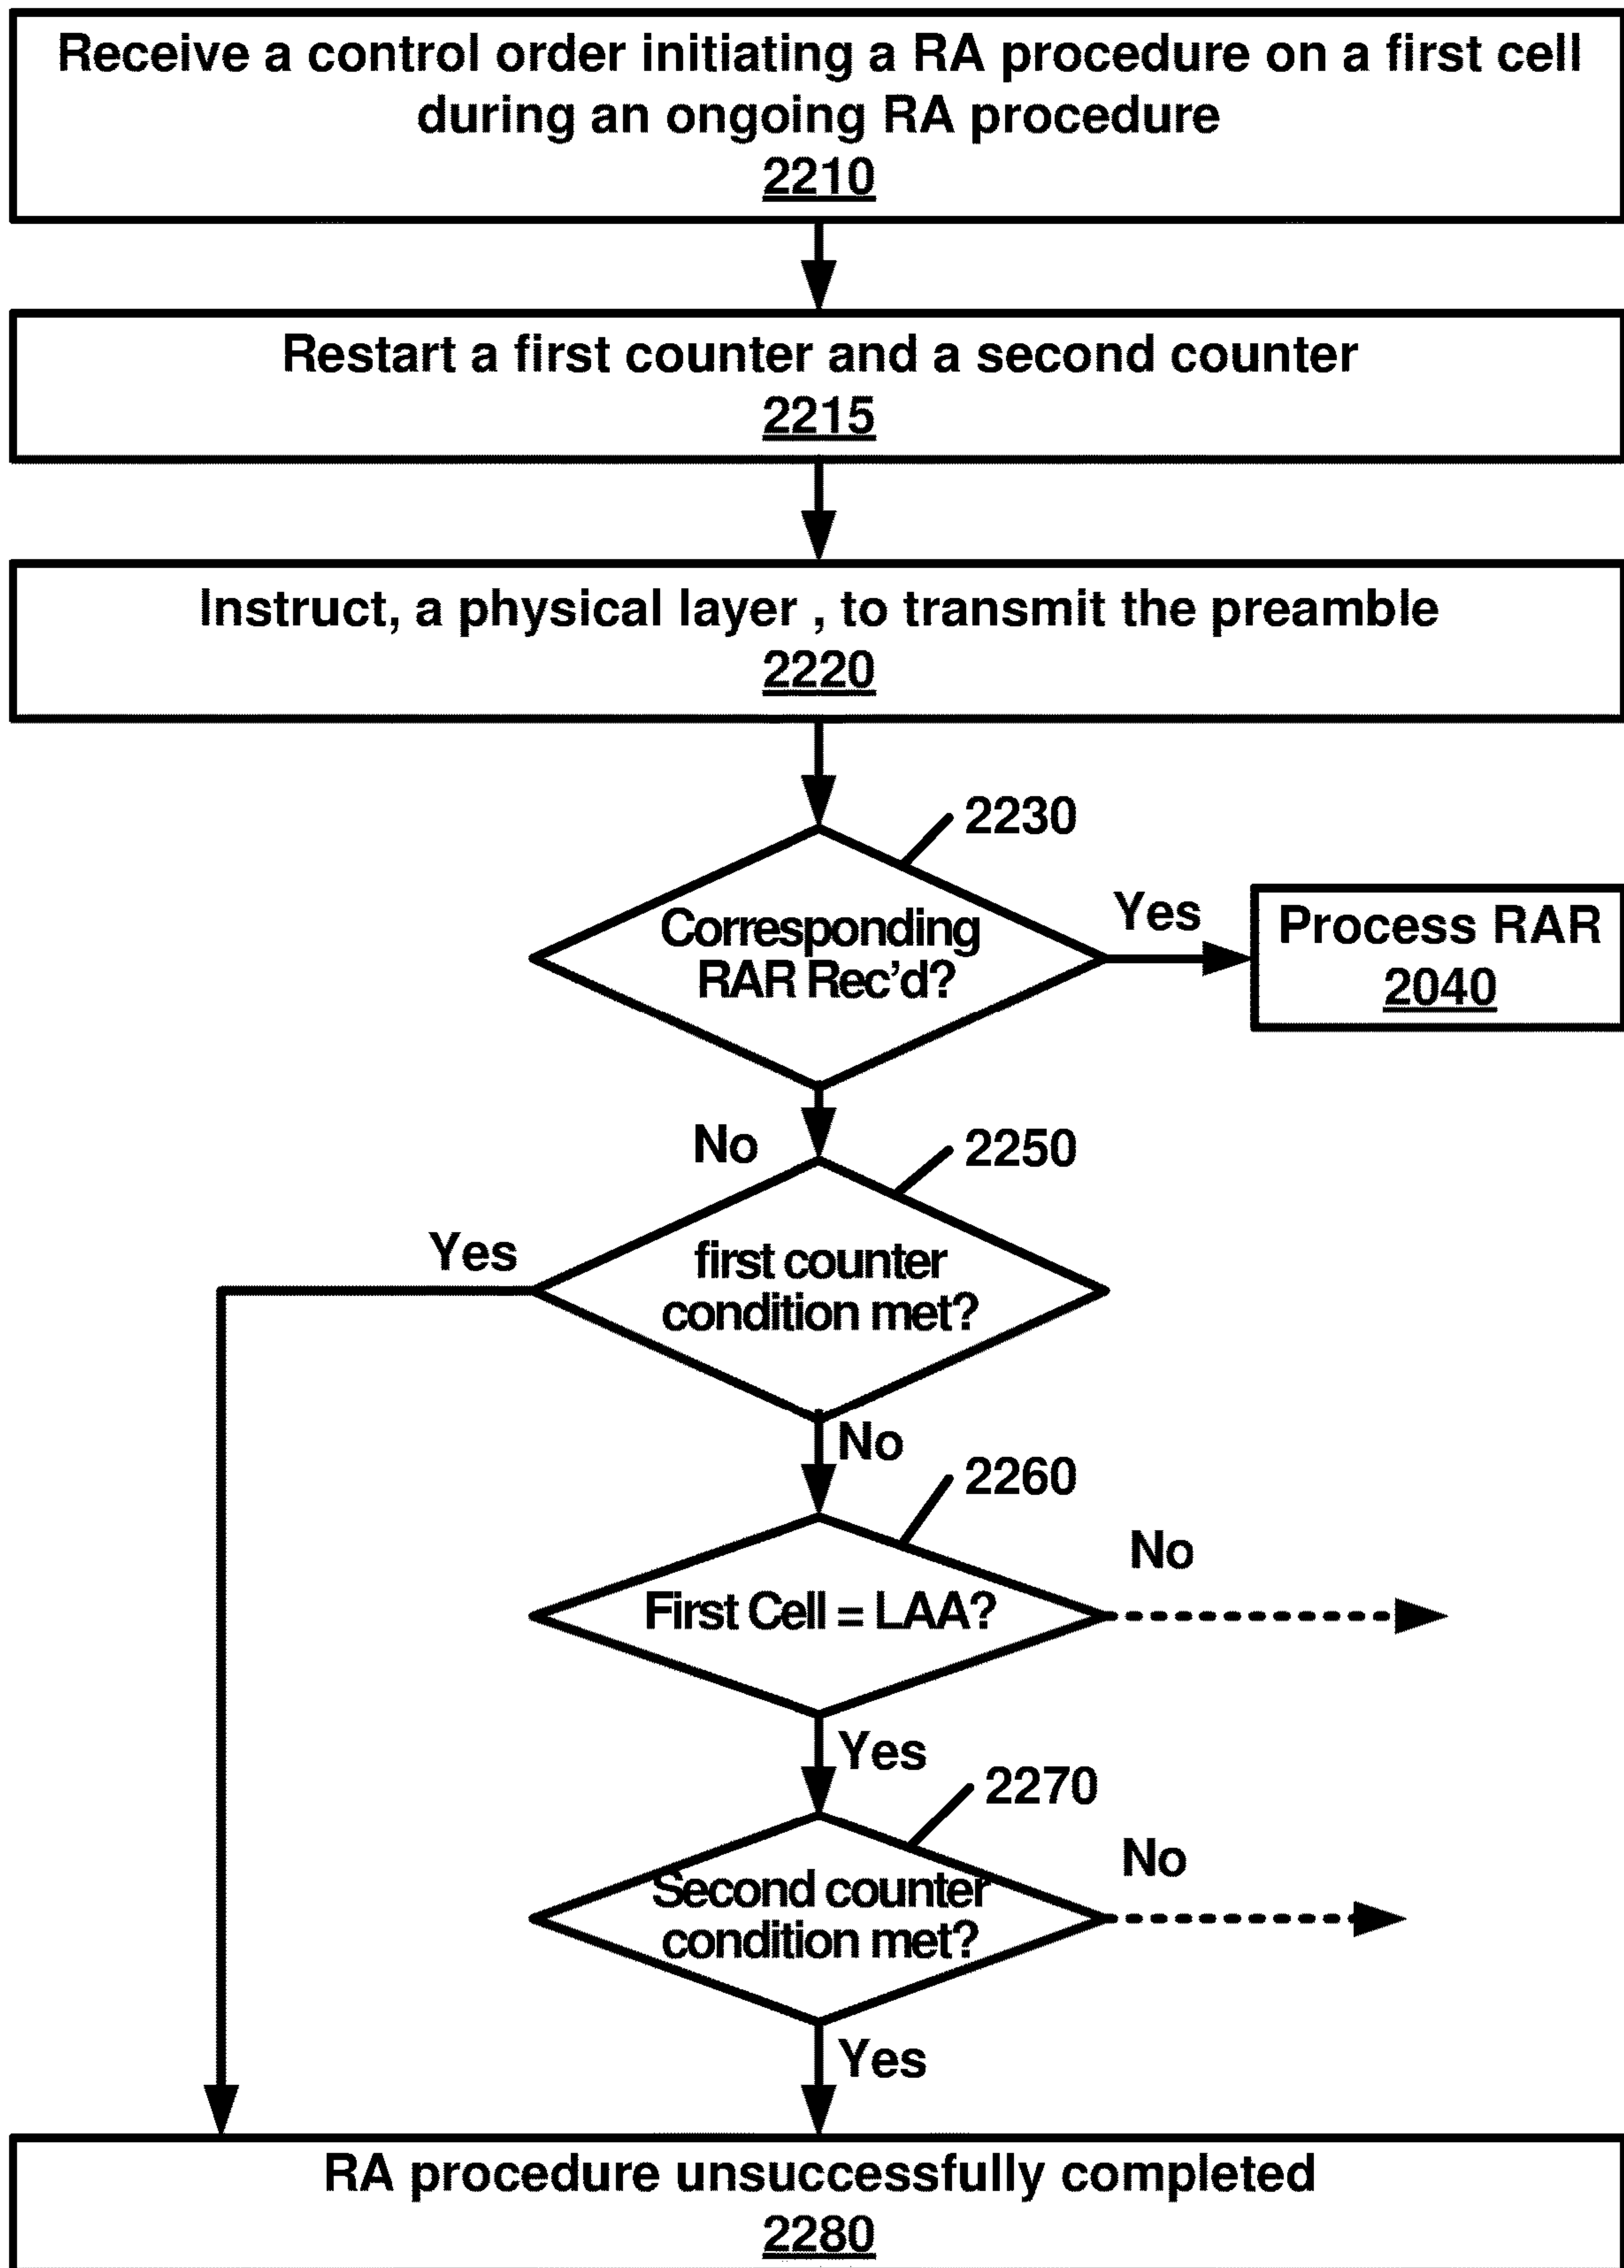 Receive a control order initiating a RA procedure on a first cell
during an ongoing RA procedure
2210
Restart a first counter and a second counter
2215
Instruct, a physical layer , to transmit the preamble
2220
2230
Corresponding
RAR Rec'd?
Yes
Process RAR
2040
No
2250
Yes
first counter
condition met?
No
2260
No
First Cell = LAA?
Yes
2270
No
Second counter
condition met?
Yes
RA procedure unsuccessfully completed
2280